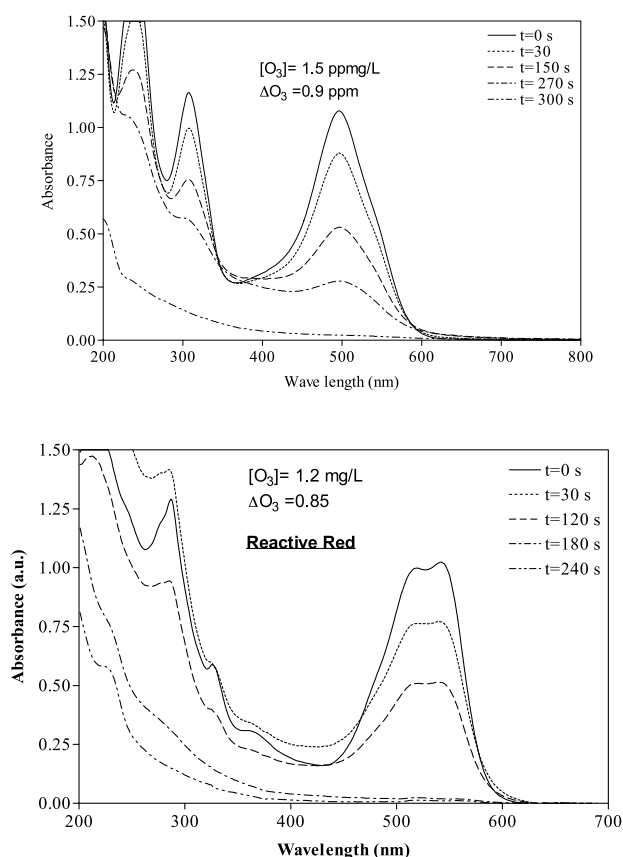 1.50
1.25
1.00
0.75
0.50
0.25
0.00
Absorbance
[O3]= 1.5 ppmg/L
ΔO3 =0.9 ppm
t=0 s
t=30
t=150 s
t= 270 s
t= 300 s
200 300 400 500 600 700 800
Wave length (nm)
1.50
1.25
1.00
0.75
0.50
0.25
0.00
Absorbance (a.u.)
[O3]= 1.2 mg/L
ΔO3 =0.85
Reactive Red
t=0 s
t=30 s
t=120 s
t=180 s
t=240 s
200 300 400 500 600 700
Wavelength (nm)